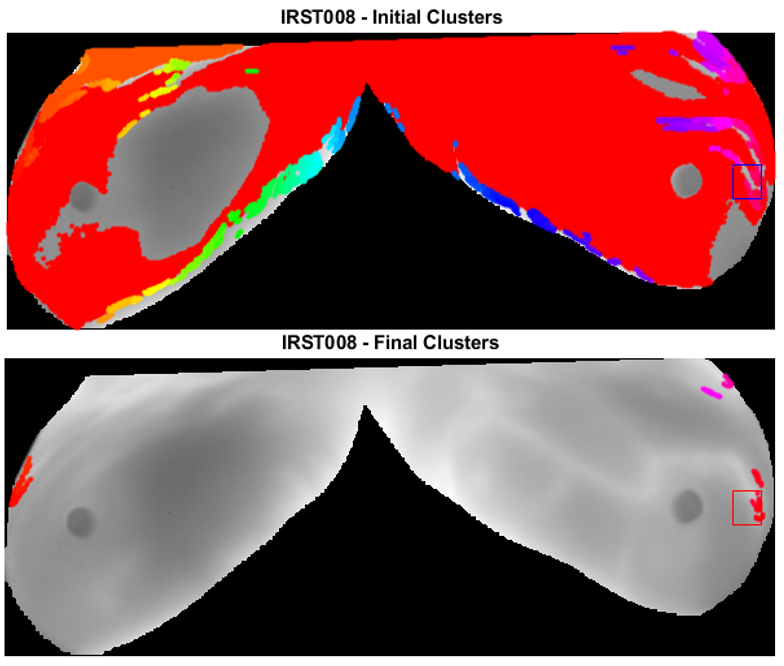 IRST008 - Initial Clusters
IRST008 - Final Clusters